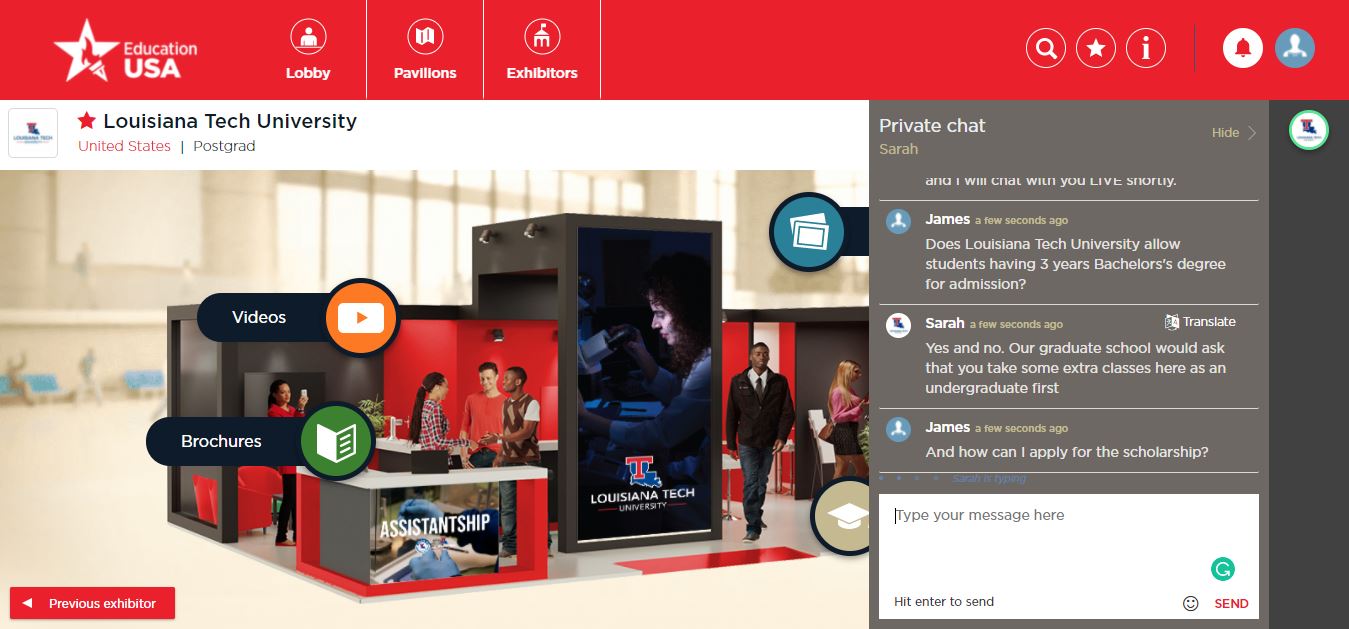 Education
USA
Lobby
Pavilions
Exhibitors
Louisiana Tech University
United States | Postgrad
Private chat
Hide
Sarah
and I will chat with you LIVE shortly.
James a few seconds ago
Does Louisiana Tech University allow
students having 3 years Bachelors's degree
for admission?
Sarah a few seconds ago
Translate
Yes and no. Our graduate school would ask
that you take some extra classes here as an
undergraduate first
James a few seconds ago
And how can I apply for the scholarship?
Sarah is typing
Type your message here
Hit enter to send
SEND
Videos
Brochures
LOUISIANA TECH
UNIVERSITY
ASSISTANTSHIP
Previous exhibitor